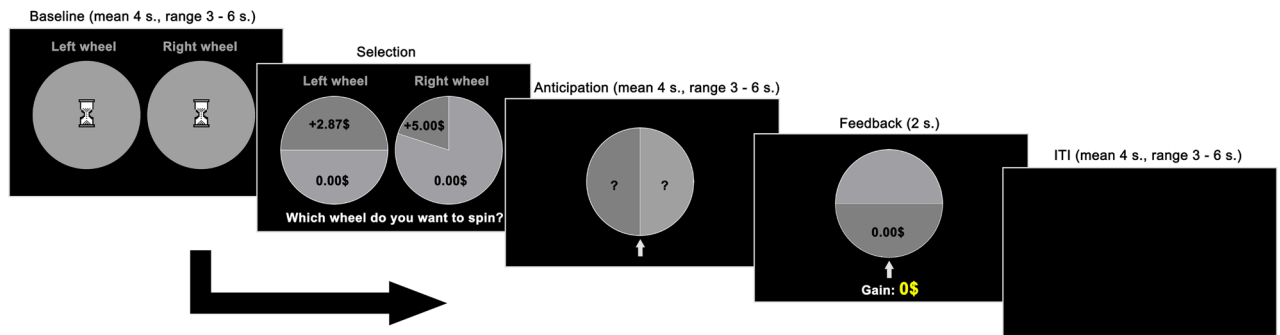 Baseline (mean 4 s., range 3 - 6 s.)
Left wheel Right wheel
Selection
Left wheel Right wheel
+2.87$ +5.00$
0.00$ 0.00$
Which wheel do you want to spin?
Anticipation (mean 4 s., range 3 - 6 s.)
? ?
Feedback (2 s.)
0.00$
Gain: 0$
ITI (mean 4 s., range 3 - 6 s.)